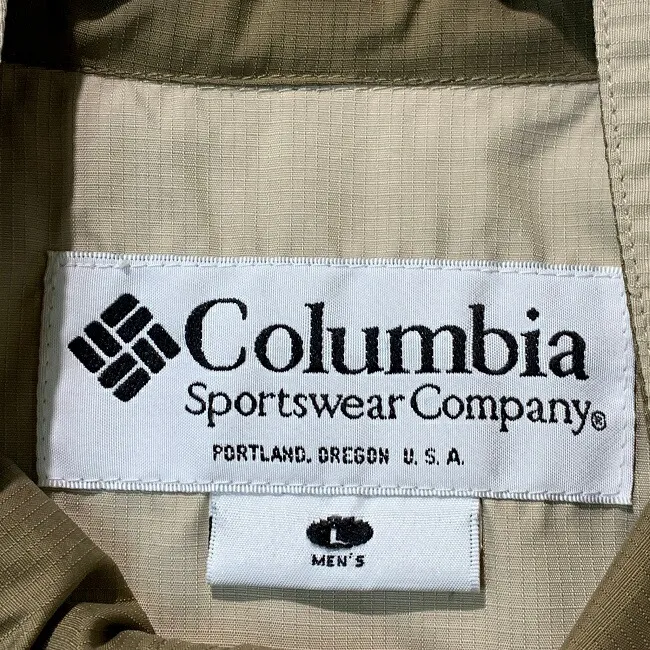 Columbia
Sportswear Company®
PORTLAND, OREGON U. S. A.
L
MEN'S